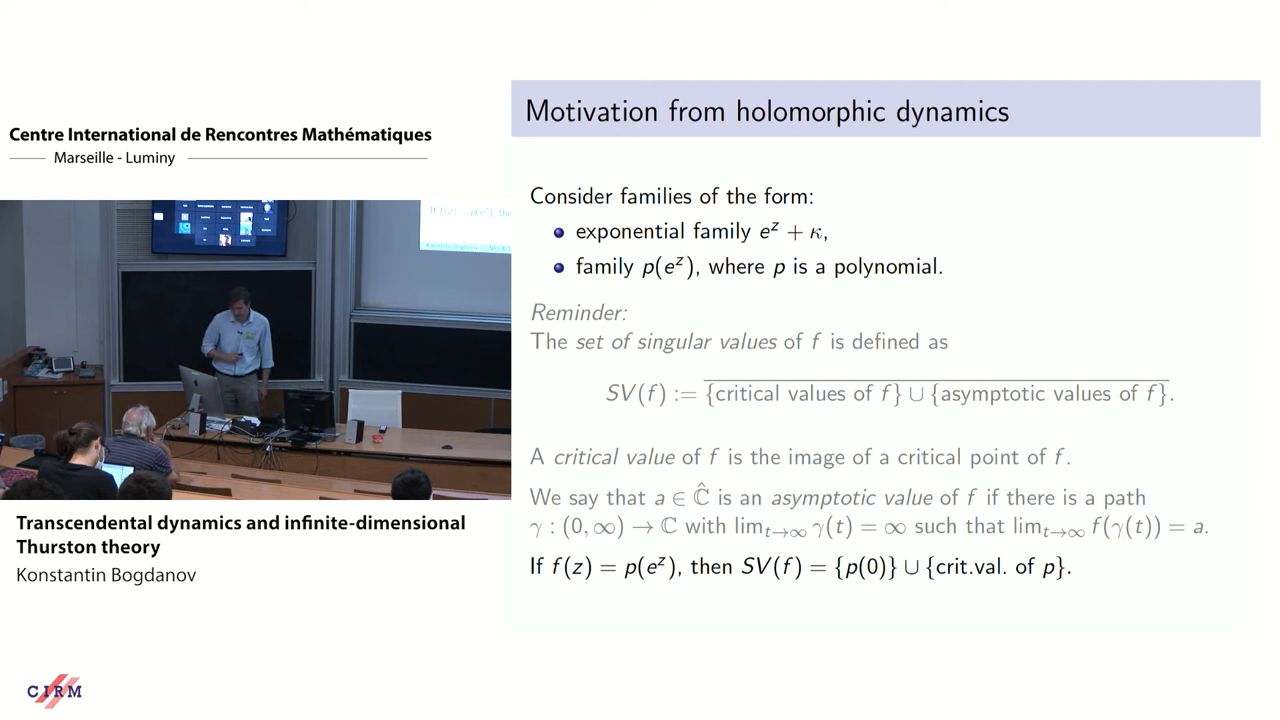 Centre International de Rencontres Mathématiques
Marseille - Luminy
Transcendental dynamics and infinite-dimensional
Thurston theory
Konstantin Bogdanov
CIRM
Motivation from holomorphic dynamics
Consider families of the form:
exponential family e^z + κ,
family p(e^z), where p is a polynomial.
Reminder:
The set of singular values of f is defined as
SV(f) := \overline{{critical values of f} ∪ {asymptotic values of f}}.
A critical value of f is the image of a critical point of f.
We say that a ∈ Ĉ is an asymptotic value of f if there is a path
γ : (0, ∞) → ℂ with lim_{t→∞} γ(t) = ∞ such that lim_{t→∞} f(γ(t)) = a.
If f(z) = p(e^z), then SV(f) = {p(0)} ∪ {crit.val. of p}.